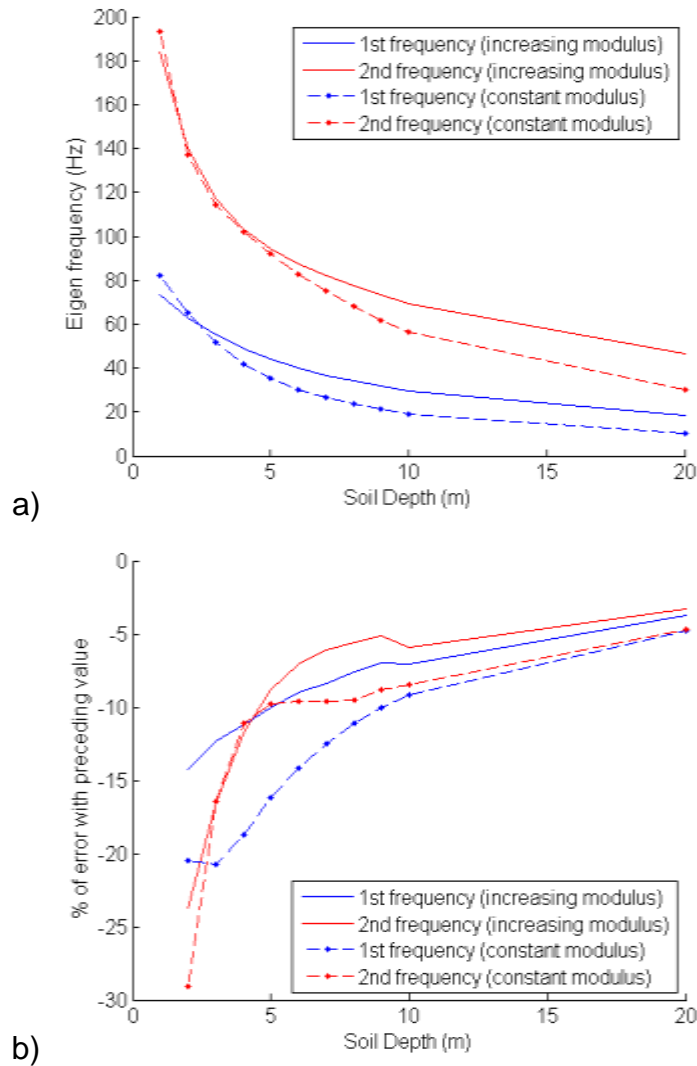 200
180
160
140
120
100
80
60
40
20
0
Eigen frequency (Hz)
1st frequency (increasing modulus)
2nd frequency (increasing modulus)
1st frequency (constant modulus)
2nd frequency (constant modulus)
0 5 10 15 20
Soil Depth (m)
a)
0
-5
-10
-15
-20
-25
-30
% of error with preceding value
1st frequency (increasing modulus)
2nd frequency (increasing modulus)
1st frequency (constant modulus)
2nd frequency (constant modulus)
0 5 10 15 20
Soil Depth (m)
b)